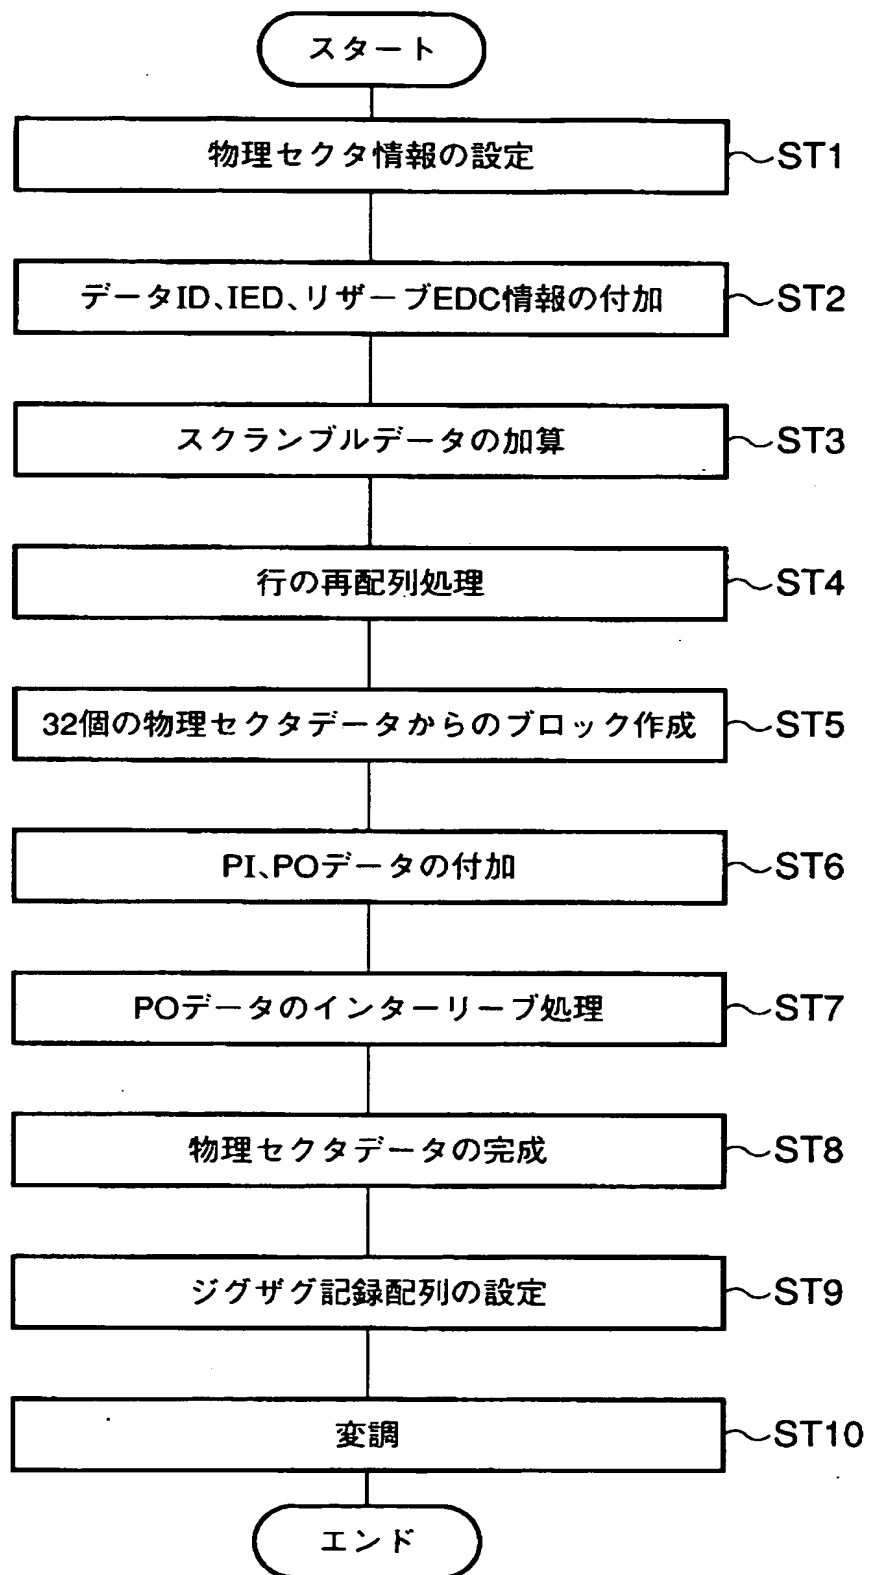 スタート
物理セクタ情報の設定 ST1
データID、IED、リザーブEDC情報の付加 ST2
スクランブルデータの加算 ST3
行の再配列処理 ST4
32個の物理セクタデータからのブロック作成 ST5
PI、POデータの付加 ST6
POデータのインターリーブ処理 ST7
物理セクタデータの完成 ST8
ジグザグ記録配列の設定 ST9
変調 ST10
エンド